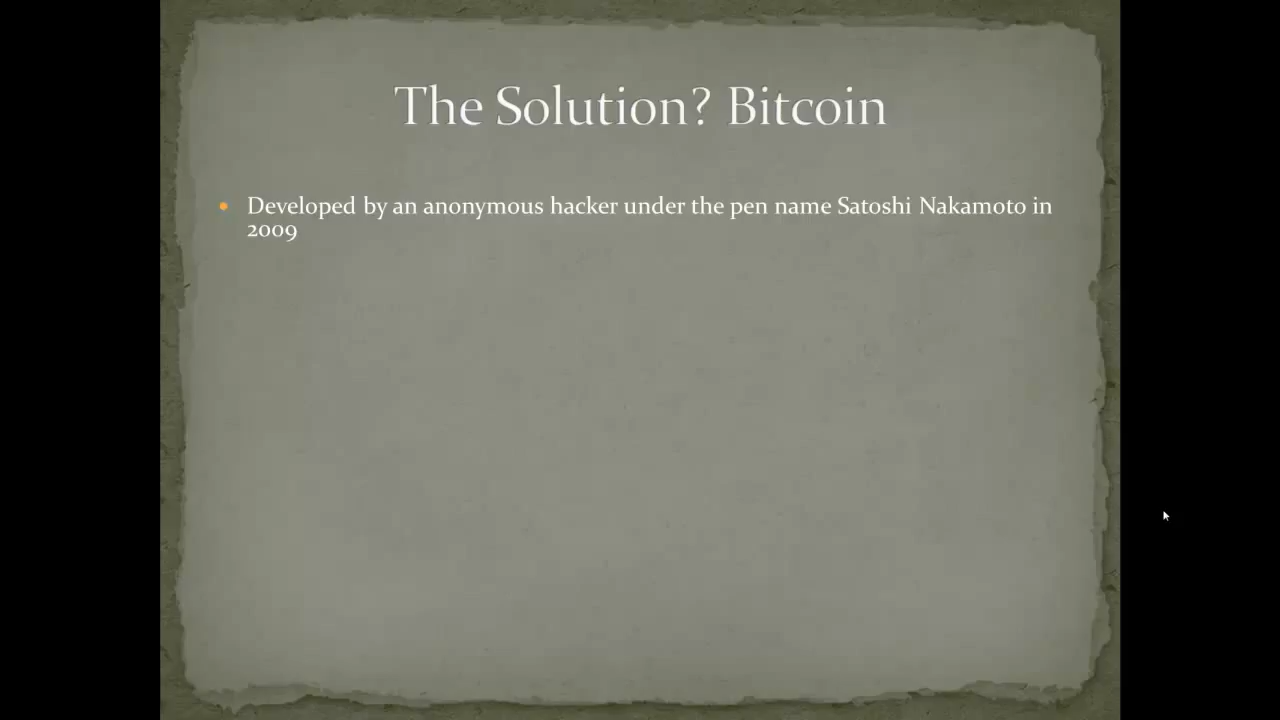 The Solution? Bitcoin
Developed by an anonymous hacker under the pen name Satoshi Nakamoto in
2009